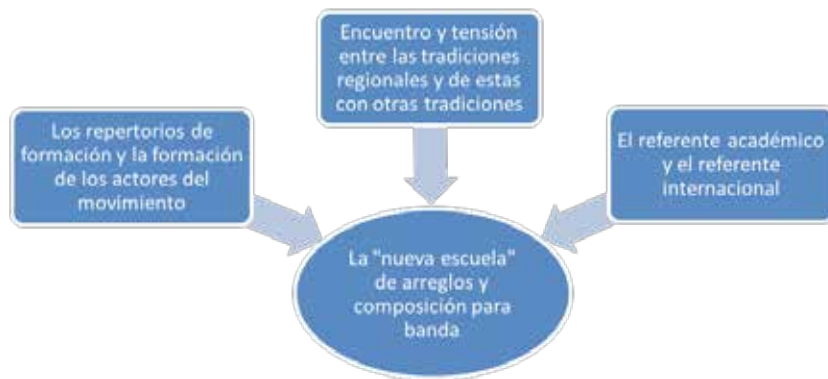 Encuentro y tensión
entre las tradiciones
regionales y de estas
con otras tradiciones
Los repertorios de
formación y la formación
de los actores del
movimiento
El referente académico
y el referente
internacional
La "nueva escuela"
de arreglos y
composición para
banda